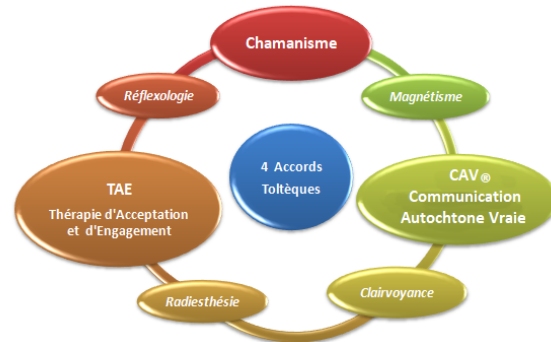 Chamanisme
Réflexologie
Magnétisme
4 Accords
Toltèques
TAE
Thérapie d'Acceptation
et d'Engagement
CAV®
Communication
Autochtone Vraie
Radiesthésie
Clairvoyance